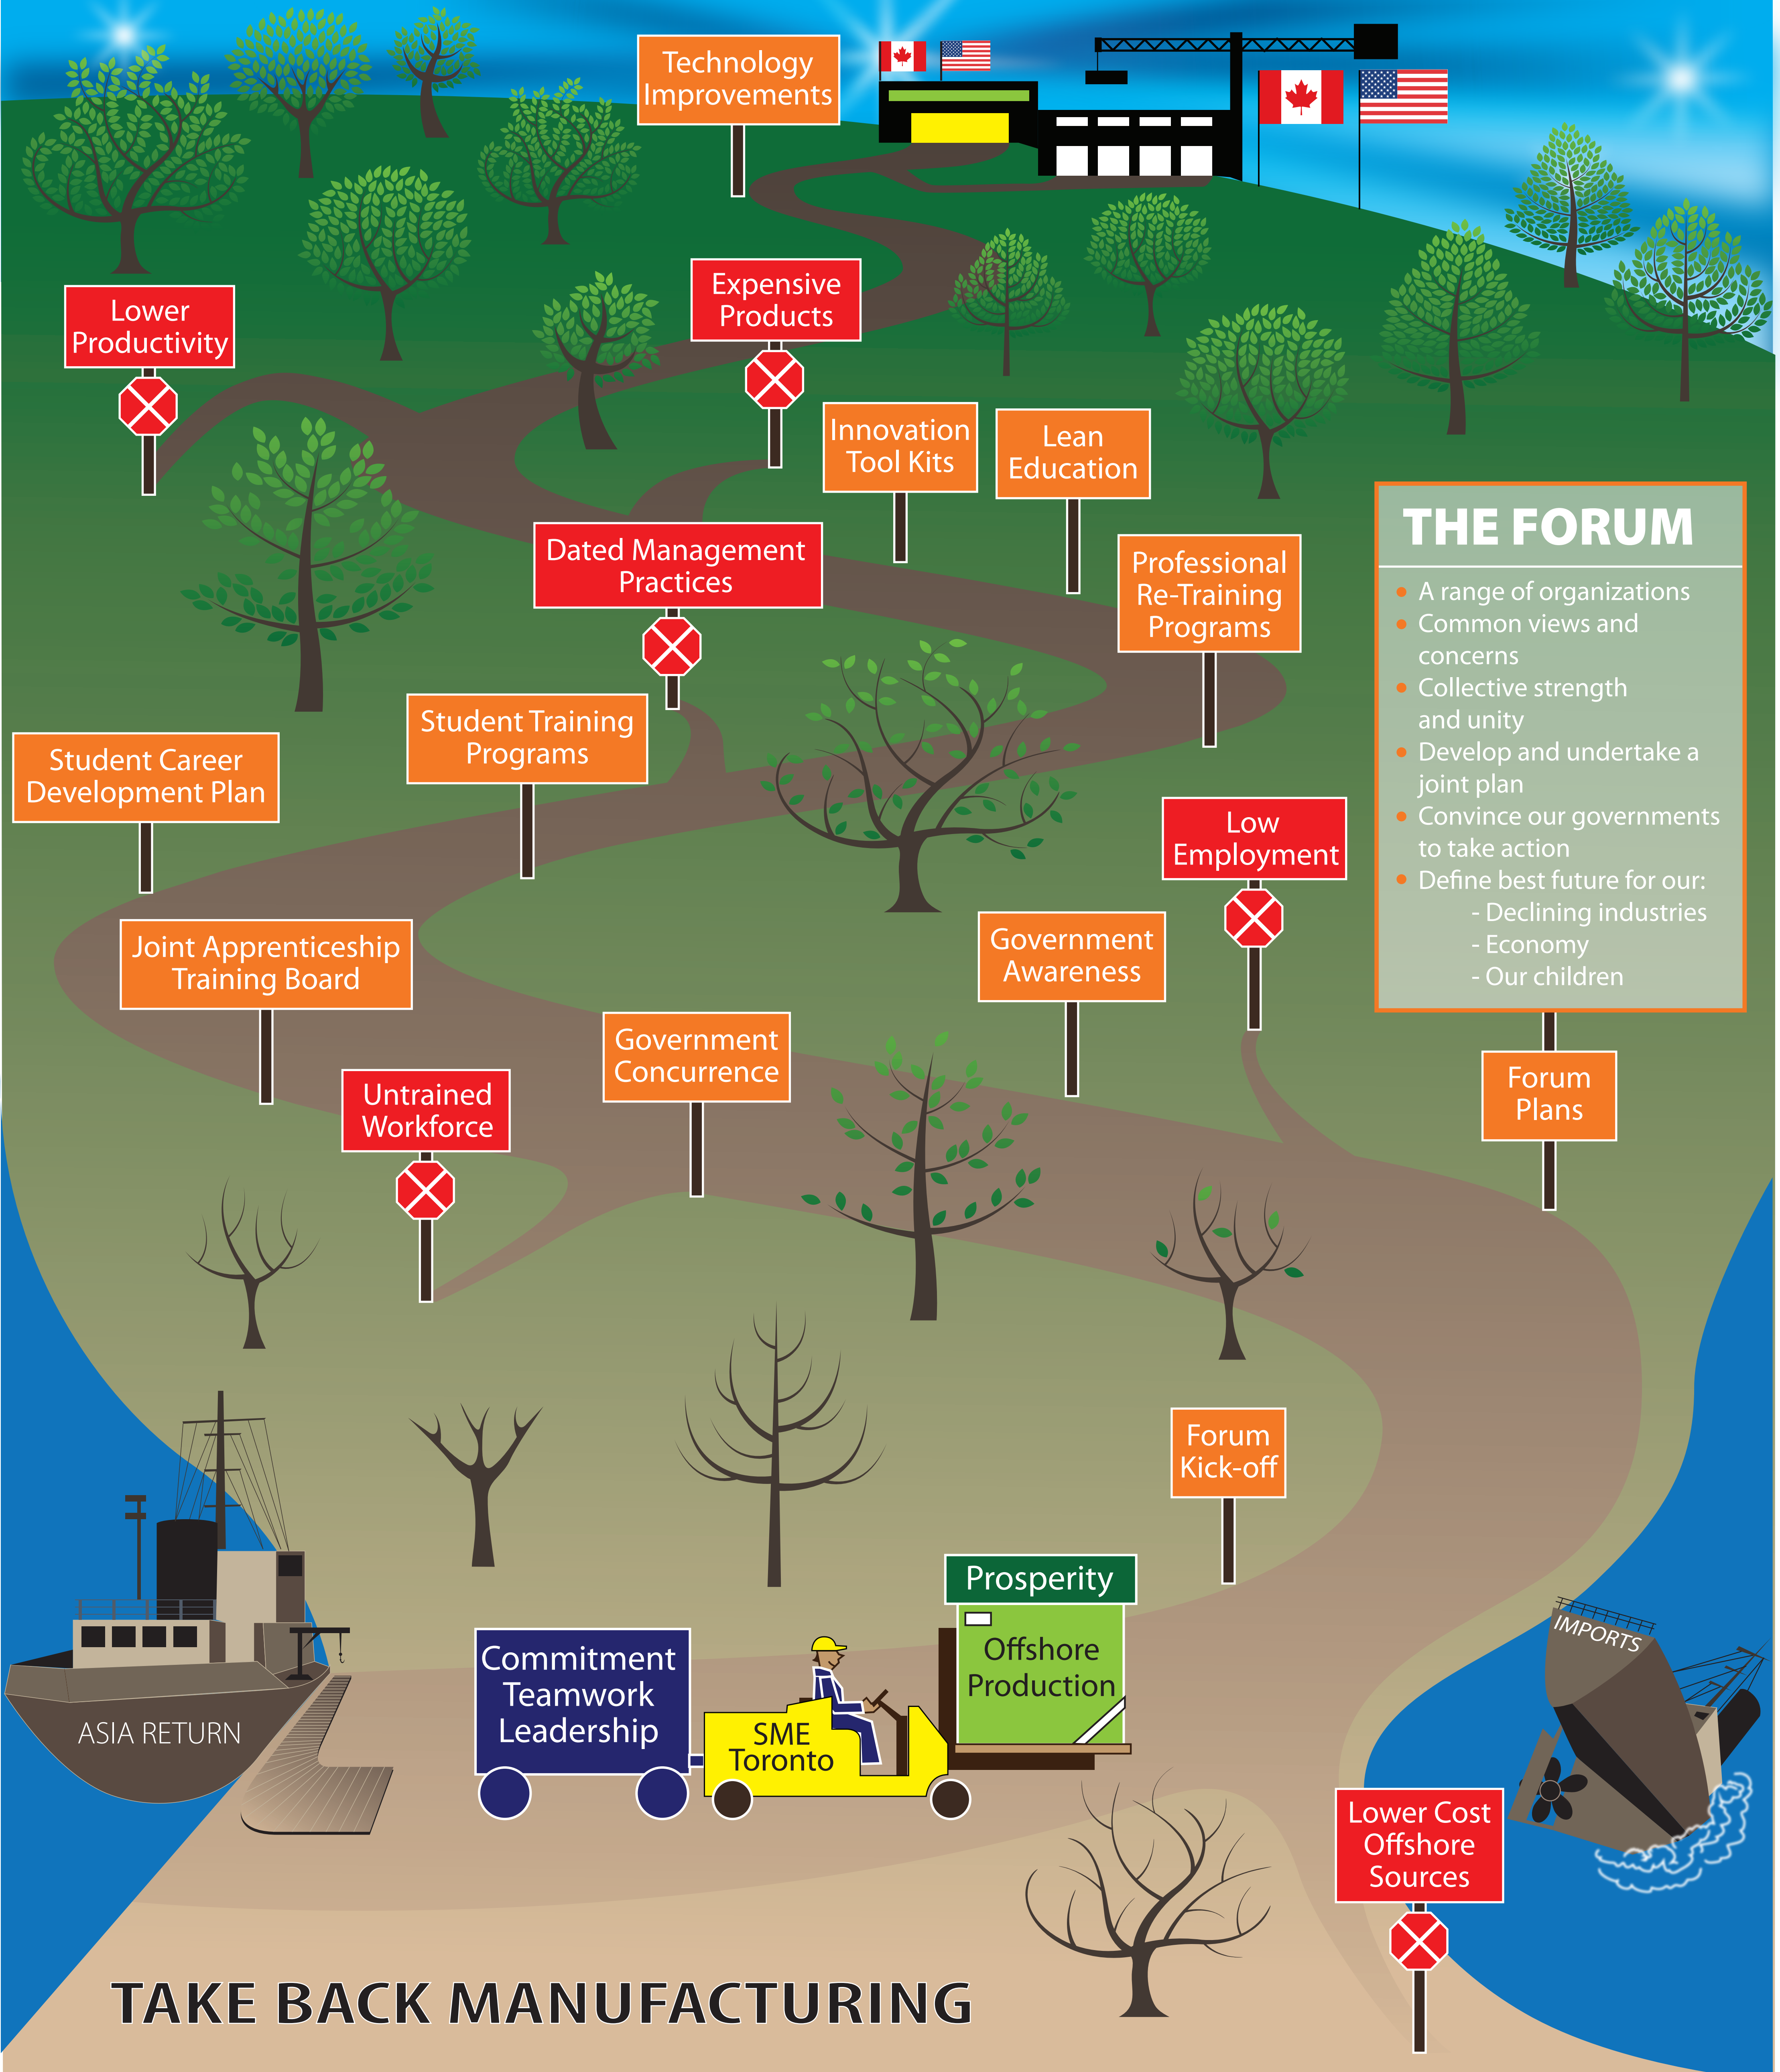 Technology
Improvements
Lower
Productivity
Expensive
Products
Innovation
Tool Kits
Lean
Education
Dated Management
Practices
Professional
Re-Training
Programs
THE FORUM
A range of organizations
Common views and
concerns
Collective strength
and unity
Develop and undertake a
joint plan
Convince our governments
to take action
Define best future for our:
- Declining industries
- Economy
- Our children
Student Training
Programs
Student Career
Development Plan
Low
Employment
Joint Apprenticeship
Training Board
Government
Awareness
Government
Concurrence
Forum
Plans
Untrained
Workforce
Forum
Kick-off
Prosperity
Offshore
Production
IMPORTS
Commitment
Teamwork
Leadership
SME
Toronto
ASIA RETURN
Lower Cost
Offshore
Sources
TAKE BACK MANUFACTURING